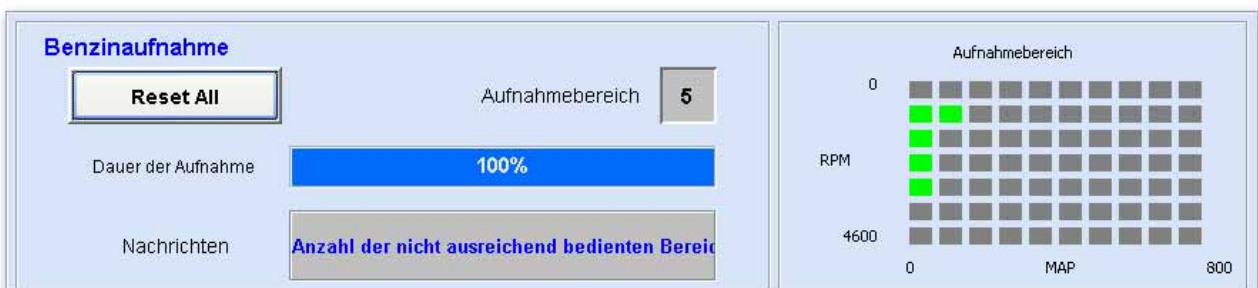 Benzinaufnahme
Reset All
Aufnahmebereich 5
Dauer der Aufnahme 100%
Nachrichten Anzahl der nicht ausreichend bedienten Bereic
Aufnahmebereich
0
RPM
4600
0 MAP 800